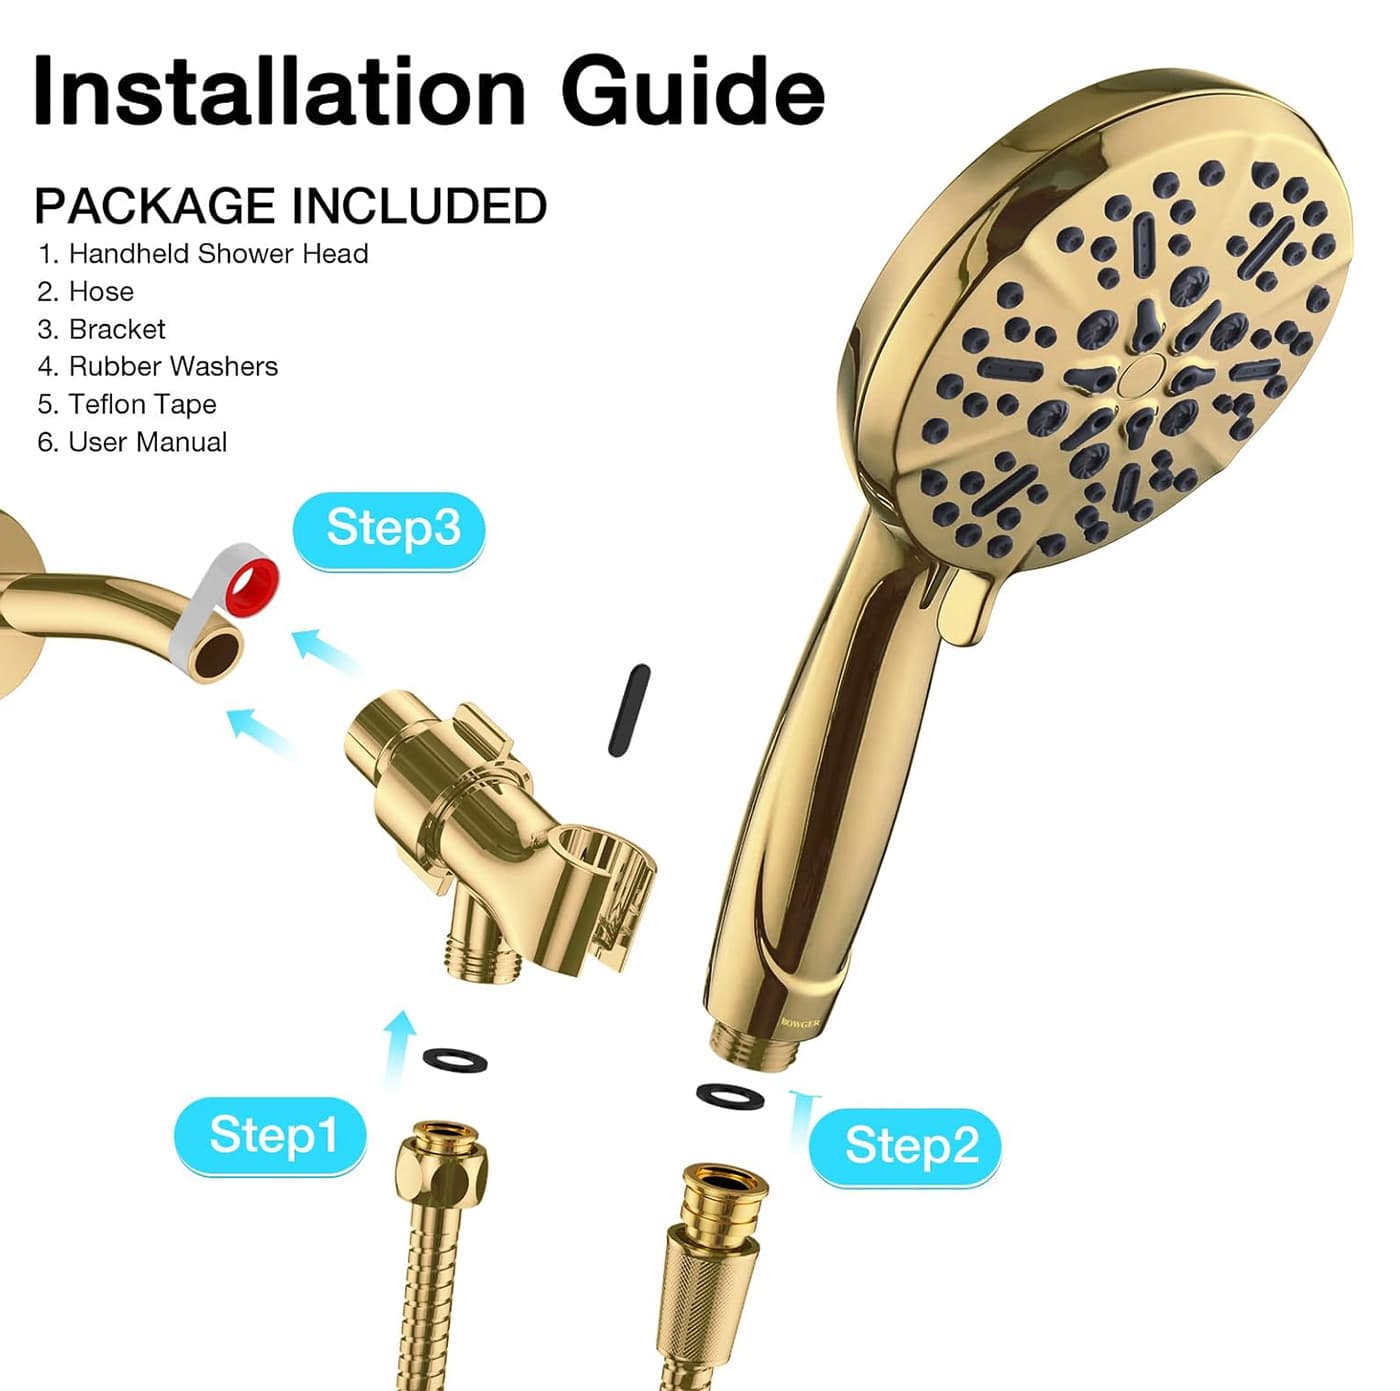 Installation Guide
PACKAGE INCLUDED
1. Handheld Shower Head
2. Hose
3. Bracket
4. Rubber Washers
5. Teflon Tape
6. User Manual
Step3
BOWGER
Step1
Step2